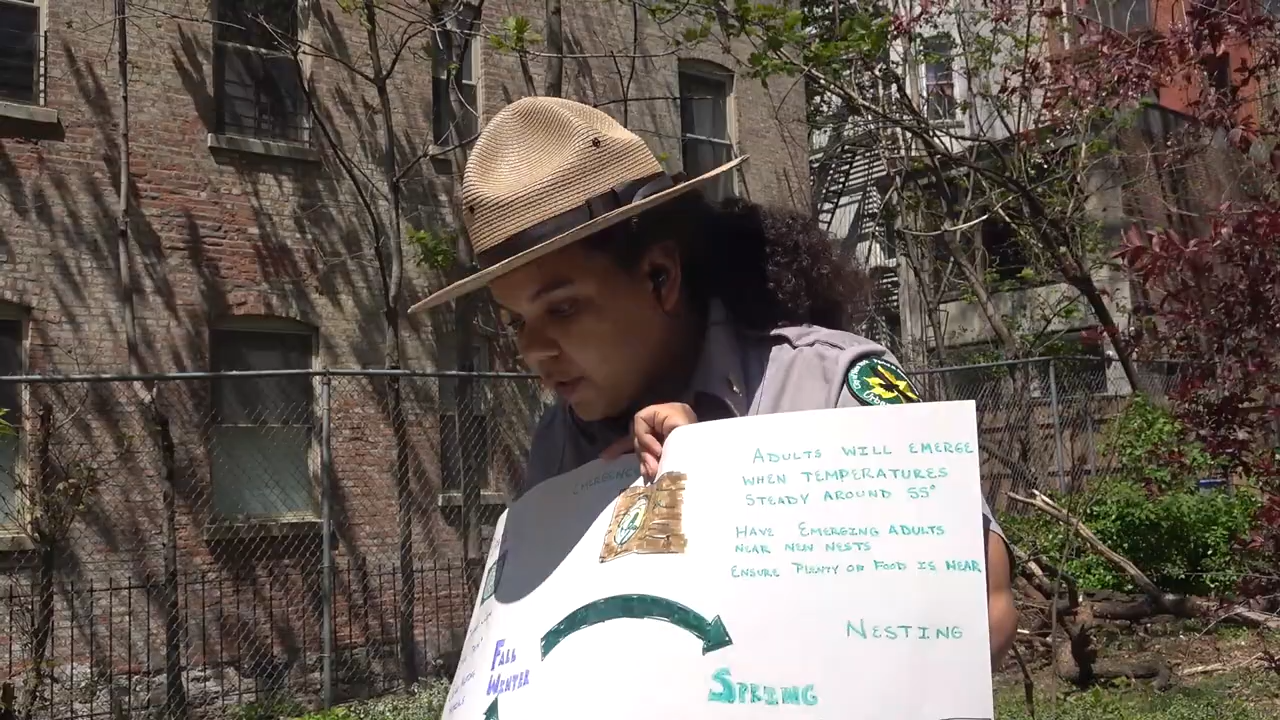 ADULTS WILL EMERGE
WHEN TEMPERATURES
STEADY AROUND 55°
HAVE EMERGING ADULTS
NEAR NEW NESTS
ENSURE PLENTY OF FOOD IS NEAR
NESTING
FALL
WINTER
SPRING
Urban